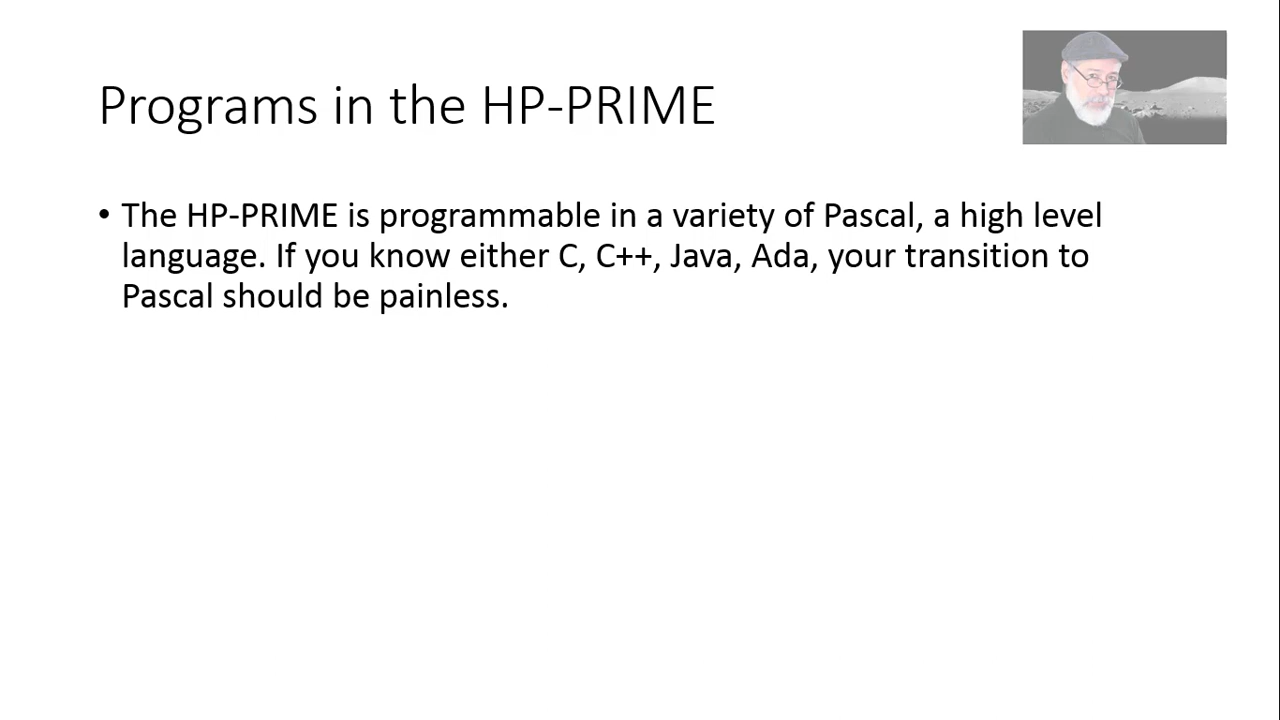 Programs in the HP-PRIME
• The HP-PRIME is programmable in a variety of Pascal, a high level
language. If you know either C, C++, Java, Ada, your transition to
Pascal should be painless.